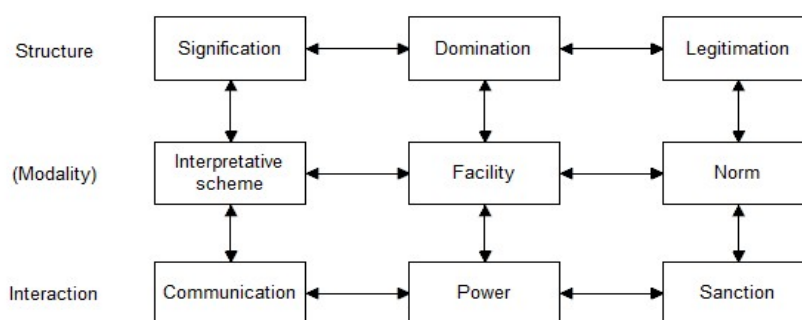 Structure
Signification
Domination
Legitimation
(Modality)
Interpretative
scheme
Facility
Norm
Interaction
Communication
Power
Sanction